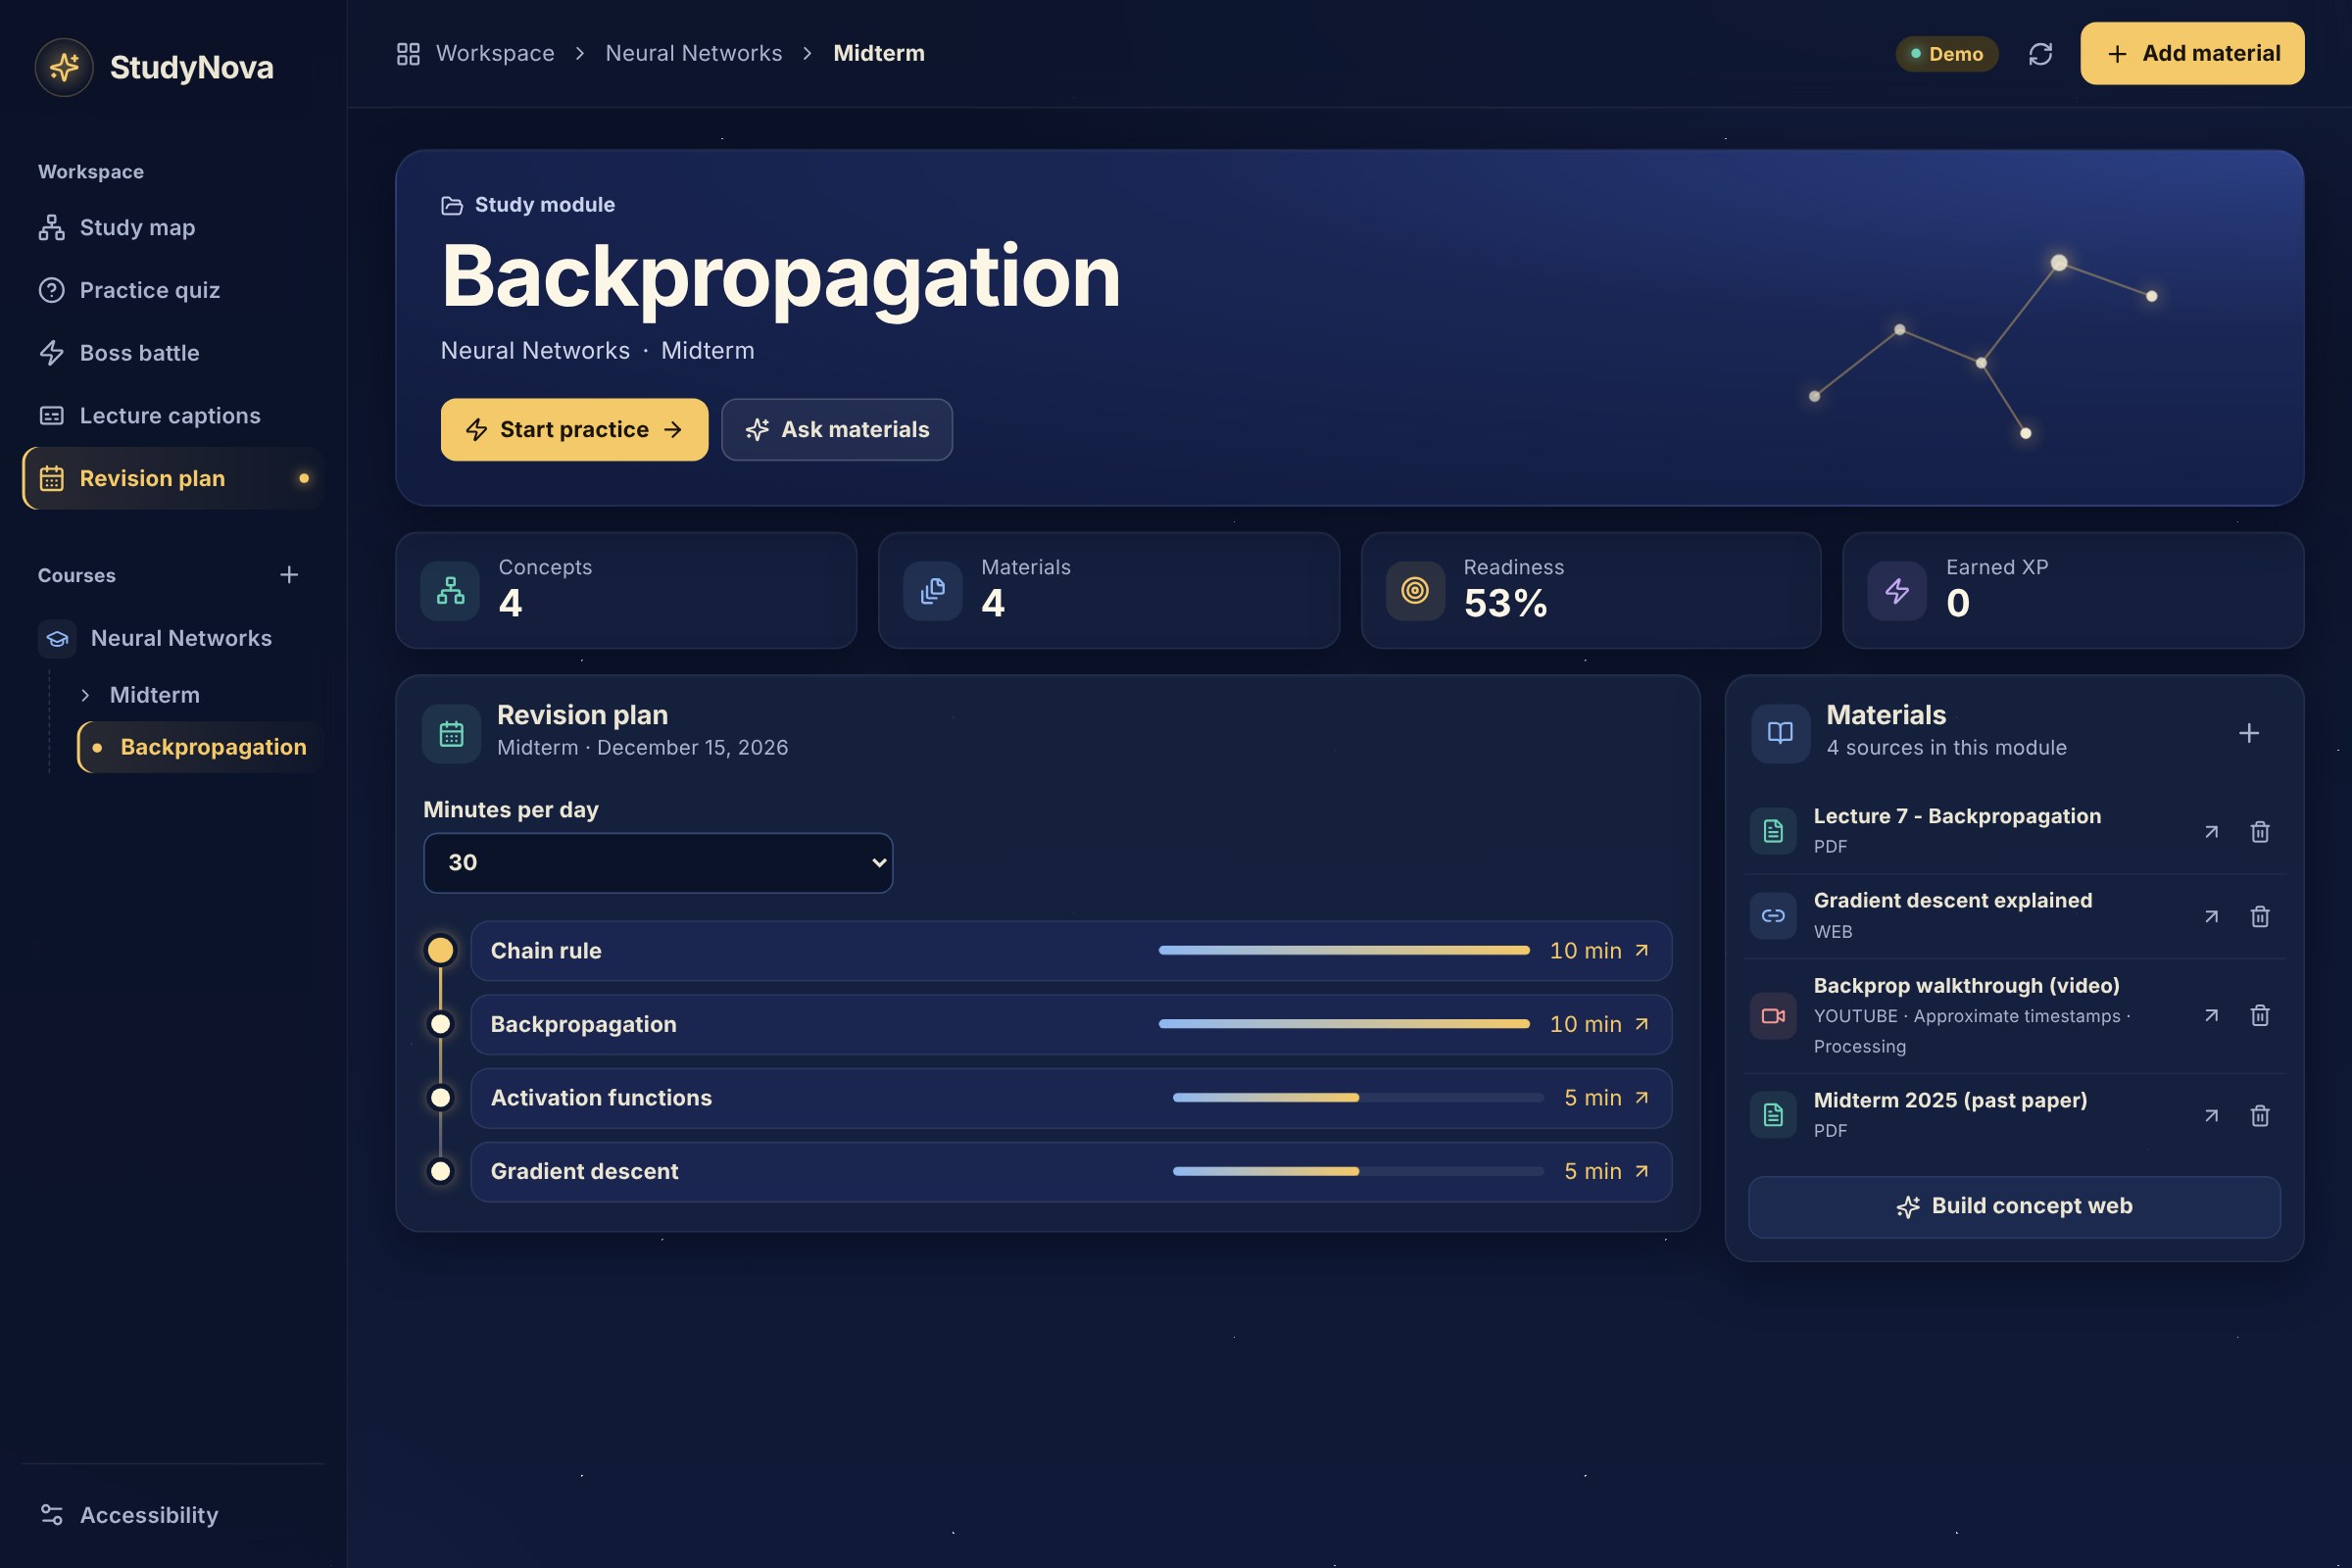 StudyNova
Workspace
Study map
Practice quiz
Boss battle
Lecture captions
Revision plan
Courses
Neural Networks
Midterm
Backpropagation
Accessibility
Workspace > Neural Networks > Midterm
Demo
Add material
Study module
Backpropagation
Neural Networks · Midterm
Start practice
Ask materials
Concepts
4
Materials
4
Readiness
53%
Earned XP
0
Revision plan
Midterm · December 15, 2026
Minutes per day
30
Chain rule 10 min
Backpropagation 10 min
Activation functions 5 min
Gradient descent 5 min
Materials
4 sources in this module
Lecture 7 - Backpropagation
PDF
Gradient descent explained
WEB
Backprop walkthrough (video)
YOUTUBE · Approximate timestamps ·
Processing
Midterm 2025 (past paper)
PDF
Build concept web